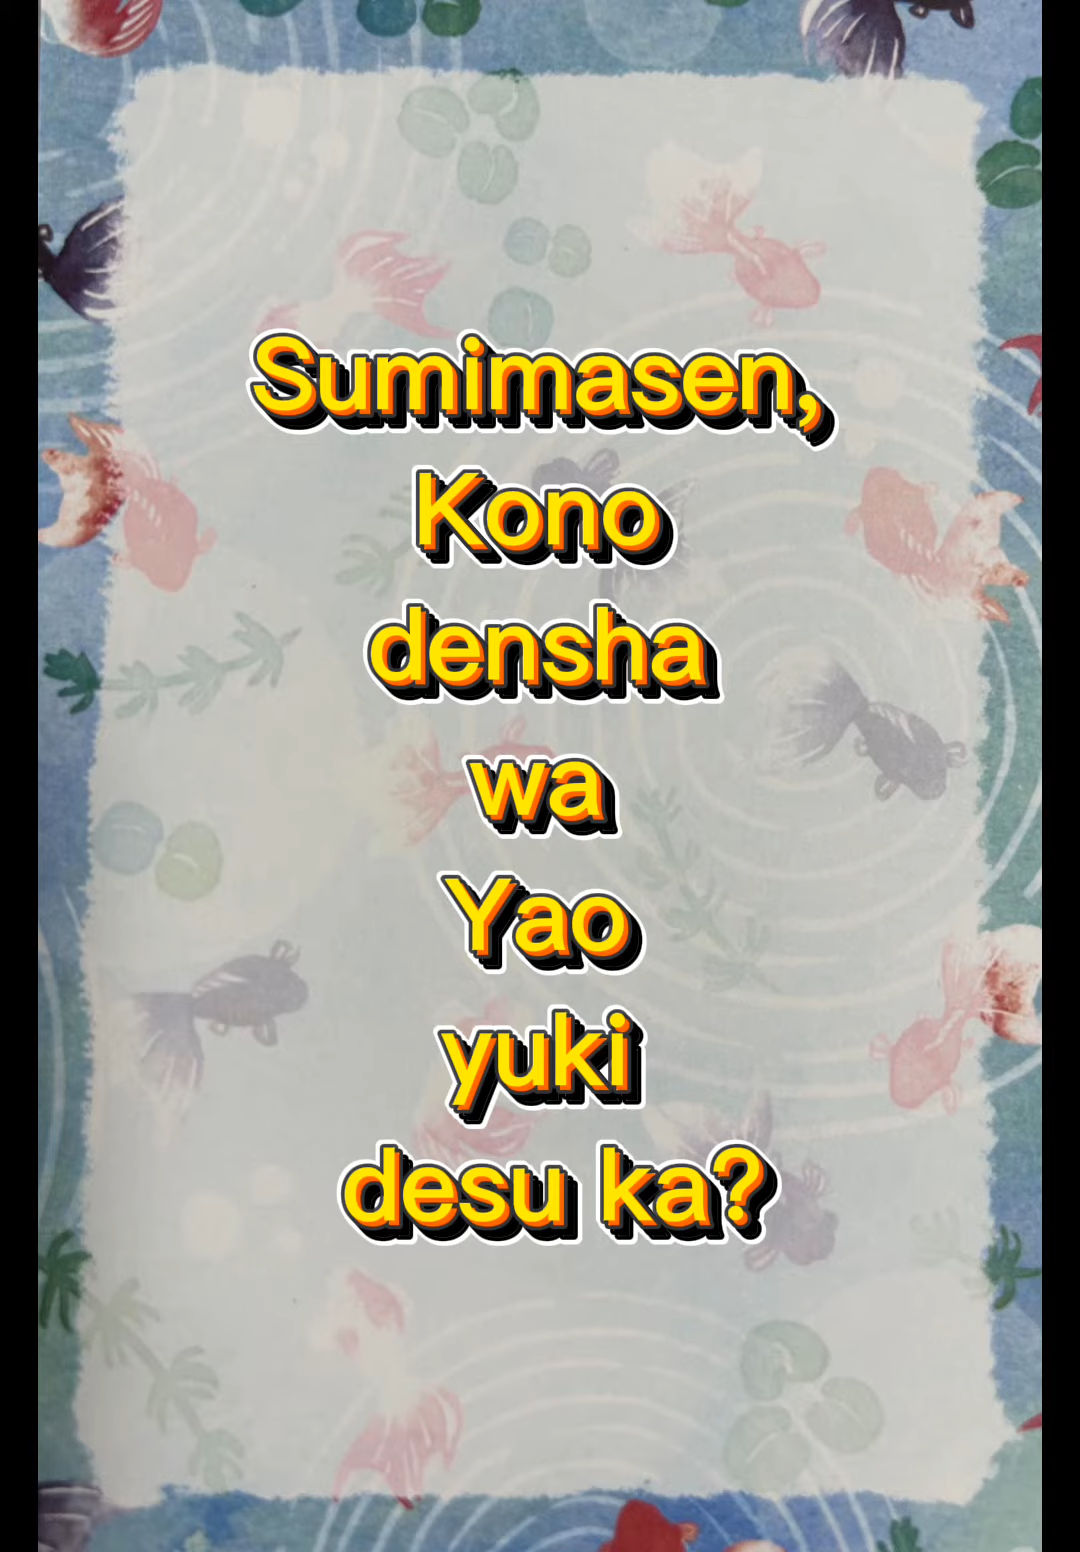 Sumimasen,
Kono
densha
wa
Yao
yuki
desu ka?